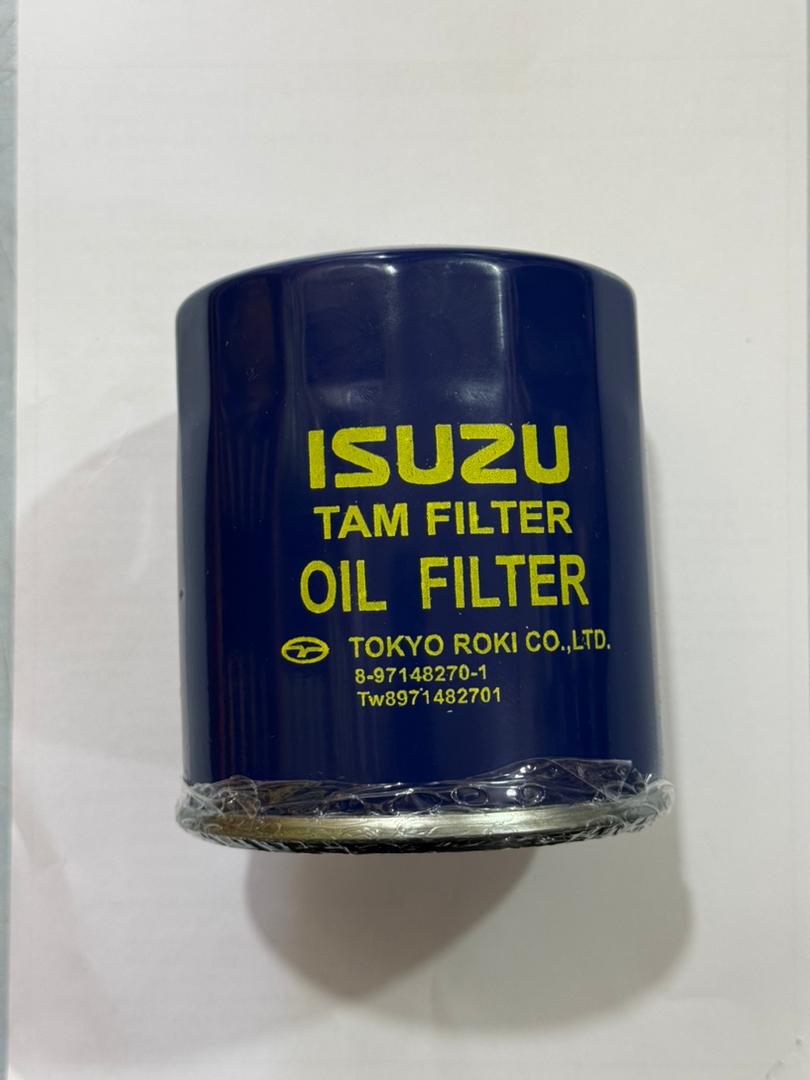 ISUZU
TAM FILTER
OIL FILTER
TOKYO ROKI CO.,LTD.
8-97148270-1
Tw8971482701